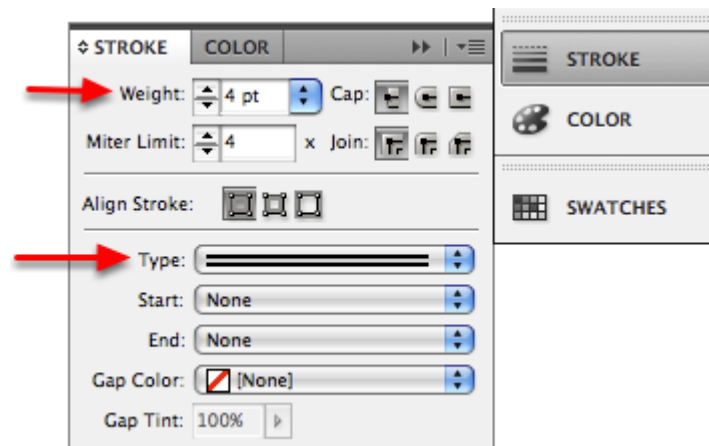 STROKE COLOR
Weight: 4 pt Cap:
Miter Limit: 4 x Join:
Align Stroke:
Type:
Start: None
End: None
Gap Color: [None]
Gap Tint: 100%
STROKE
COLOR
SWATCHES